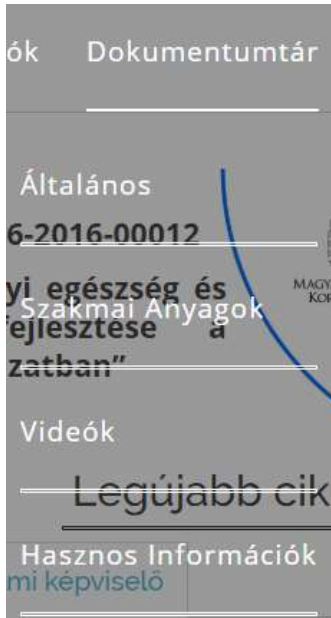 ók Dokumentumtár
Általános
6-2016-00012
yi egészség és
Szakmai Anyagok
ejlesztése a
zatban”
Videók
Legújabb cik
Hasznos Információk
mi képviselő